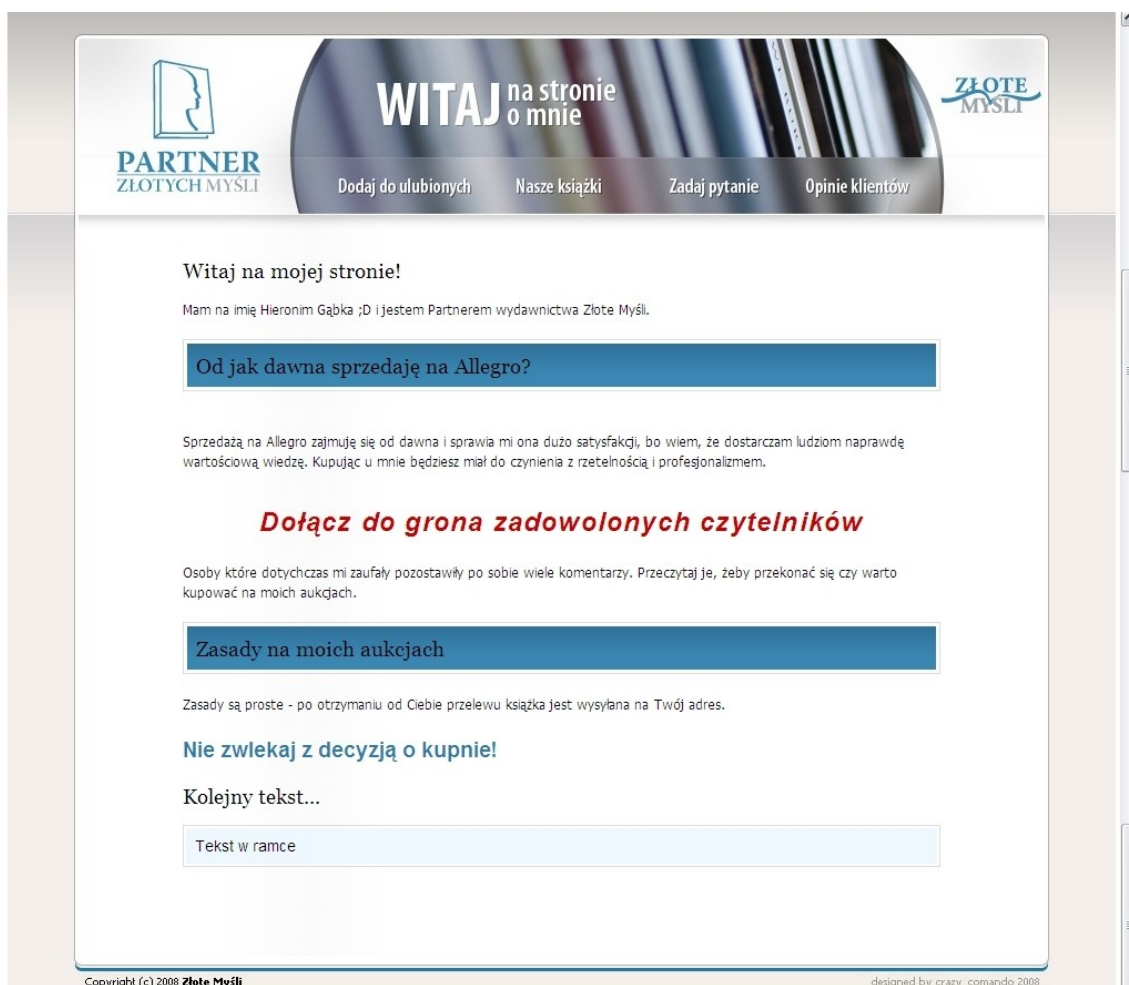 WITAJ na stronie
o mnie
ZŁOTE
MYŚLI
PARTNER
ZŁOTYCH MYŚLI
Dodaj do ulubionych Nasze książki Zadaj pytanie Opinie klientów
Witaj na mojej stronie!
Mam na imię Hieronim Gąbka ;D i jestem Partnerem wydawnictwa Złote Myśli.
Od jak dawna sprzedaję na Allegro?
Sprzedażą na Allegro zajmuję się od dawna i sprawia mi ona dużo satysfakcji, bo wiem, że dostarczam ludziom naprawdę
wartościową wiedzę. Kupując u mnie będziesz miał do czynienia z rzetelnością i profesjonalizmem.
Dołącz do grona zadowolonych czytelników
Osoby które dotychczas mi zaufały pozostawiły po sobie wiele komentarzy. Przeczytaj je, żeby przekonać się czy warto
kupować na moich aukcjach.
Zasady na moich aukcjach
Zasady są proste - po otrzymaniu od Ciebie przelewu książka jest wysyłana na Twój adres.
Nie zwlekaj z decyzją o kupnie!
Kolejny tekst...
Tekst w ramce
Copyright (c) 2008 Złote Myśli
designed by crazy_comando 2008